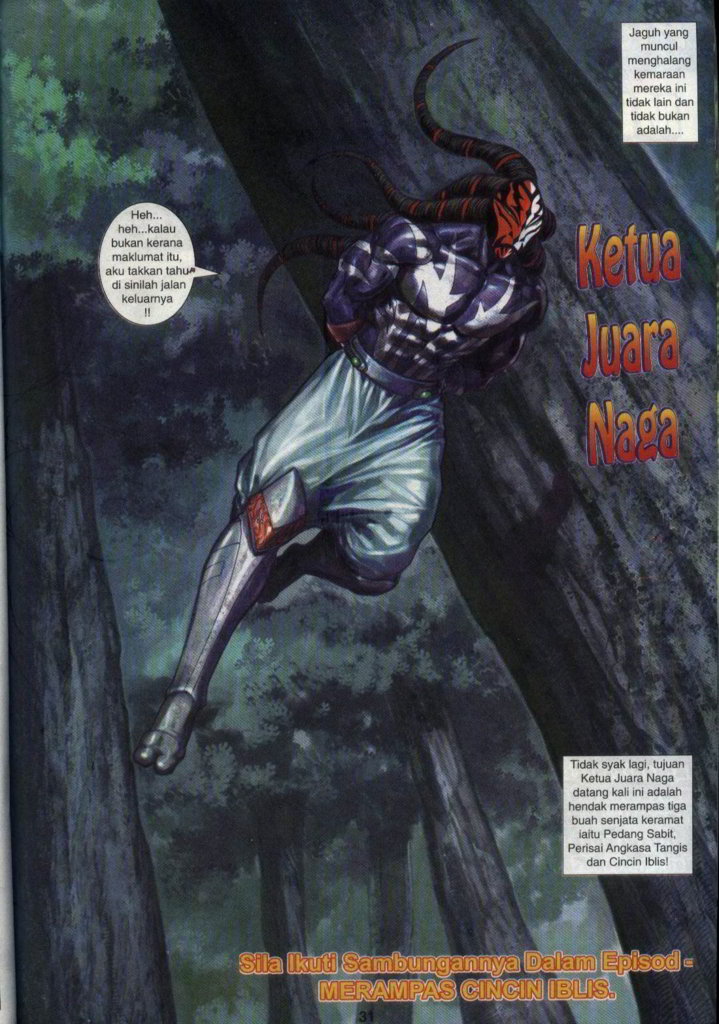 Jaguh yang
muncul
menghalang
kemaraan
mereka ini
tidak lain dan
tidak bukan
adalah....
Heh...
heh...kalau
bukan kerana
maklumat itu,
aku takkan tahu
di sinilah jalan
keluarnya
!!
Ketua
Juara
Naga
Tidak syak lagi, tujuan
Ketua Juara Naga
datang kali ini adalah
hendak merampas tiga
buah senjata keramat
iaitu Pedang Sabit,
Perisai Angkasa Tangis
dan Cincin Iblis!
Sila Ikuti Sambungannya Dalam Episod -
MERAMPAS CINCIN IBLIS.
31